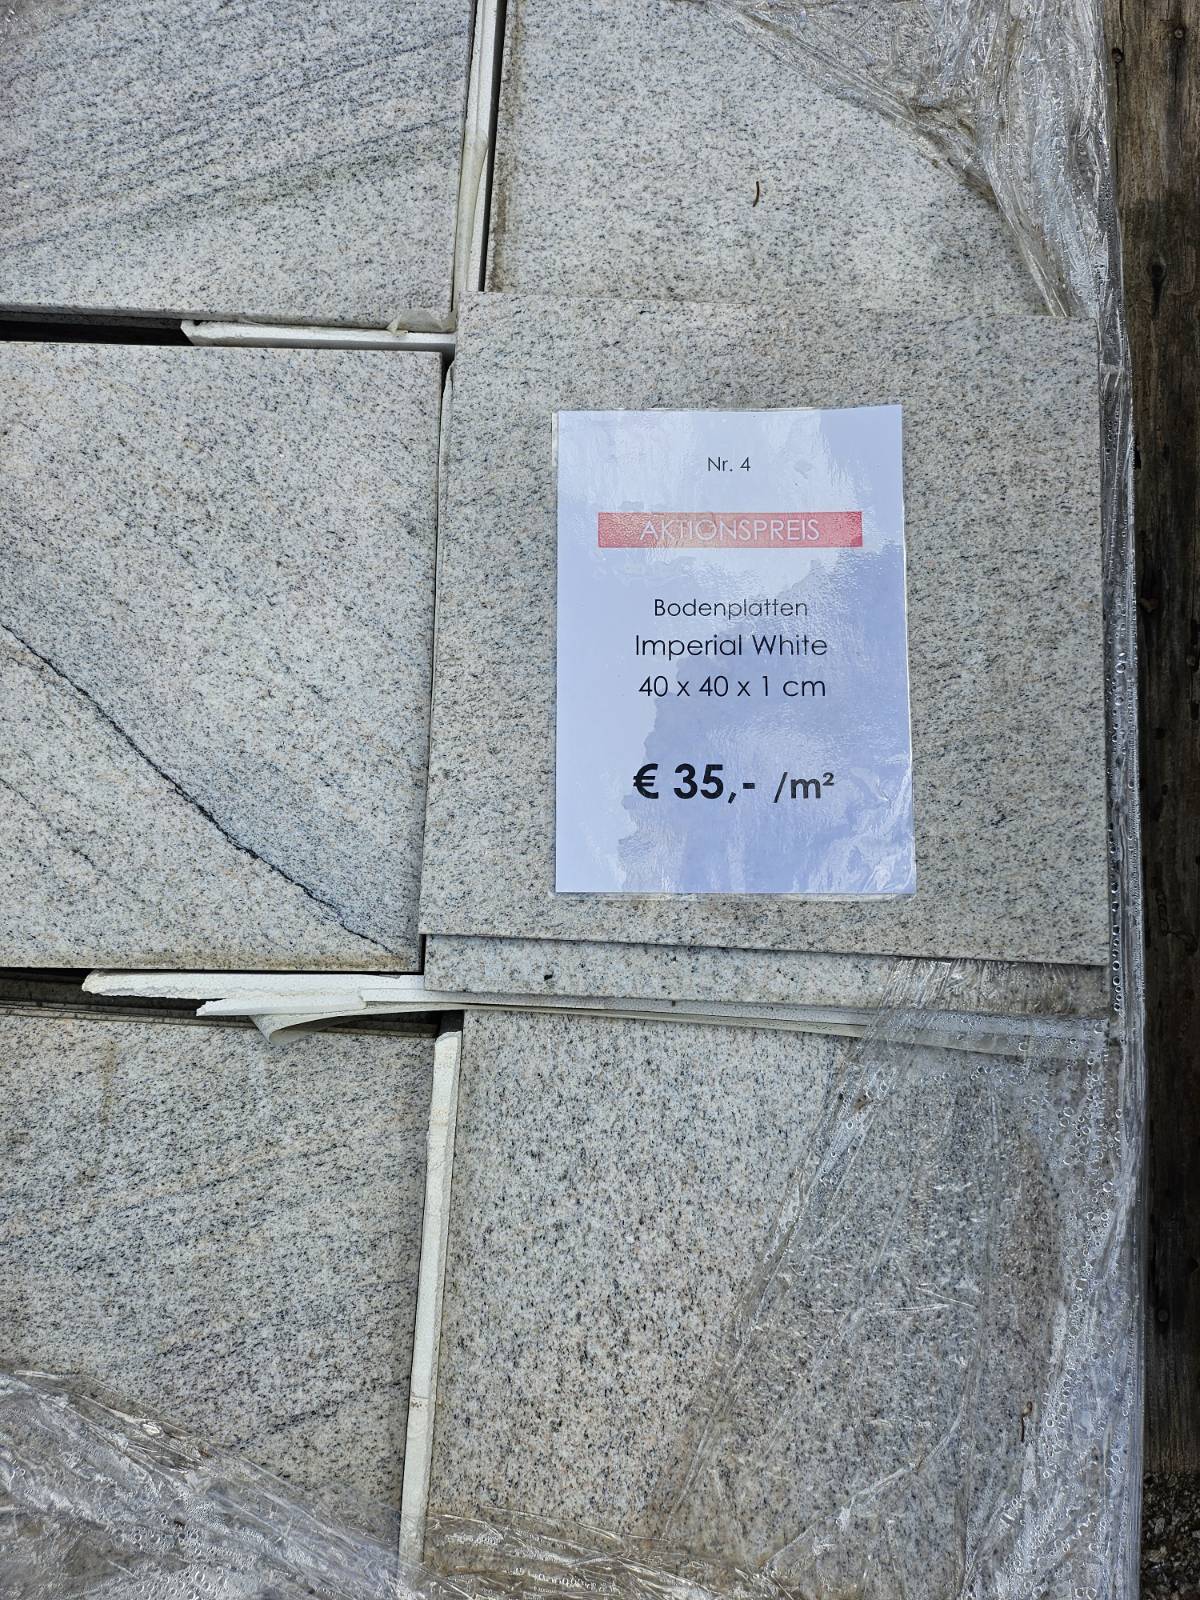 Nr. 4
AKTIONSPREIS
Bodenplatten
Imperial White
40 x 40 x 1 cm
€ 35,- /m²